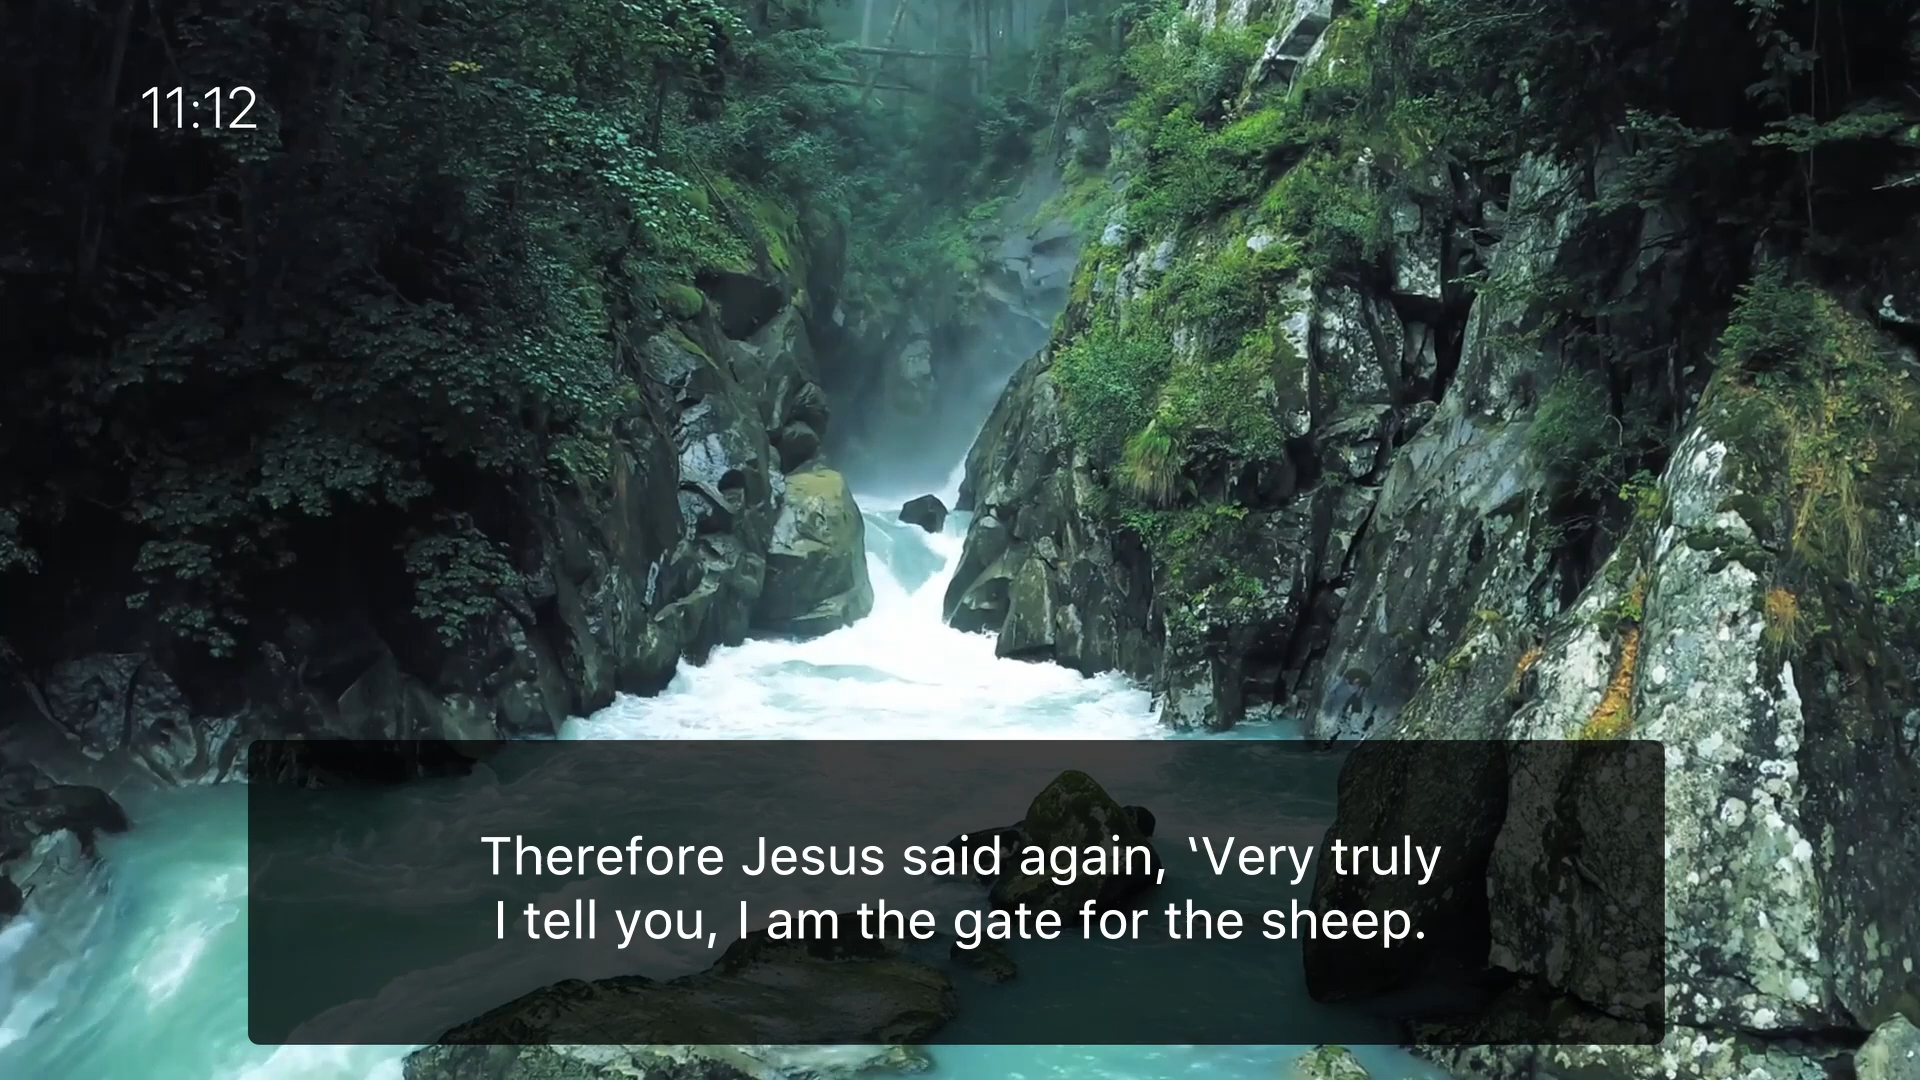 11:12
Therefore Jesus said again, ‘Very truly
I tell you, I am the gate for the sheep.